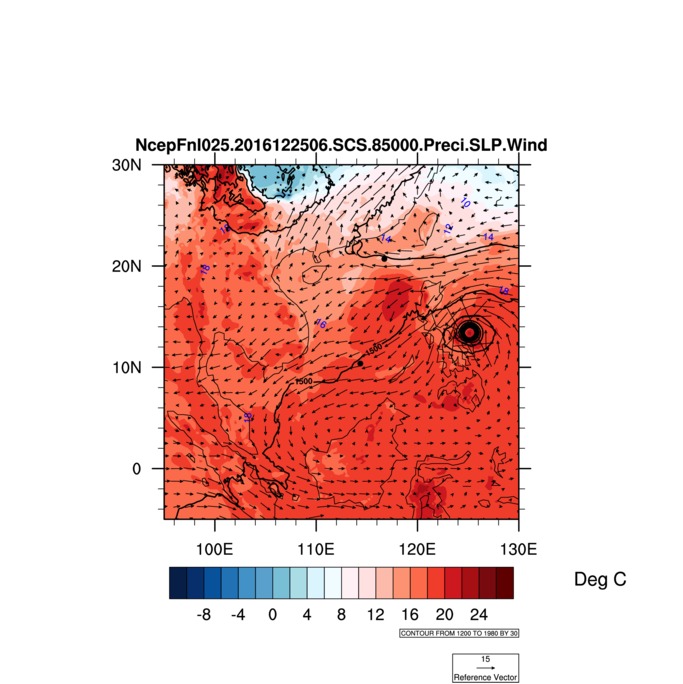 NcepFnl025.2016122506.SCS.85000.Preci.SLP.Wind
30N
20N
10N
0
10
12
14
14
16
18
18
16
18
1500
1500
100E 110E 120E 130E
-8 -4 0 4 8 12 16 20 24
Deg C
CONTOUR FROM 1200 TO 1980 BY 30
15
Reference Vector